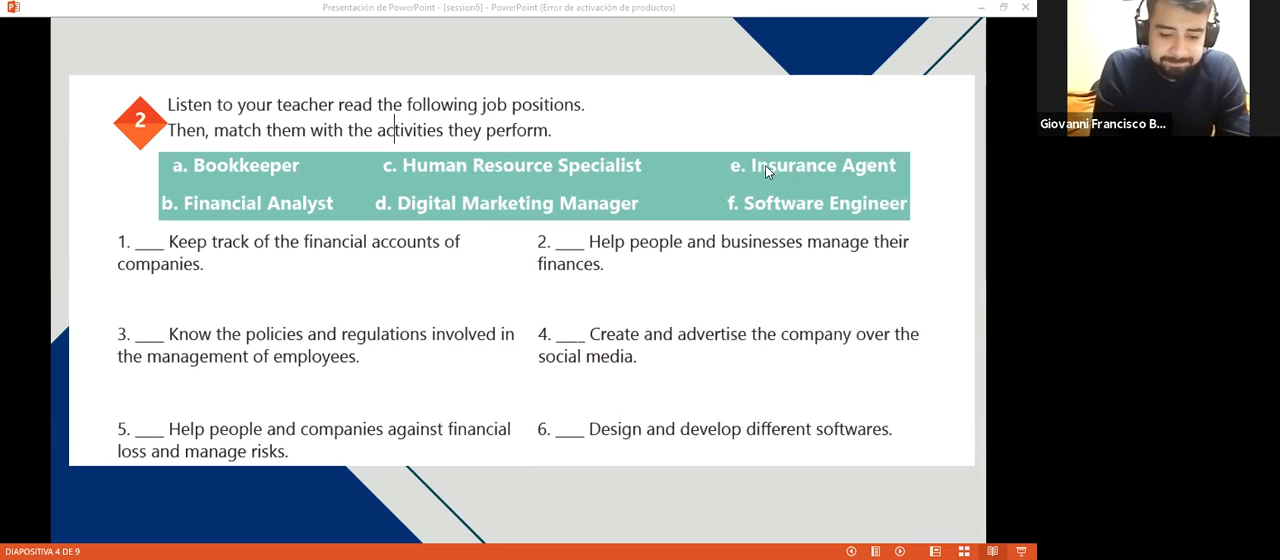 Presentación de PowerPoint - [session6] - PowerPoint (Error de activación de productos)
Giovanni Francisco B...
2
Listen to your teacher read the following job positions.
Then, match them with the activities they perform.
a. Bookkeeper c. Human Resource Specialist e. Insurance Agent
b. Financial Analyst d. Digital Marketing Manager f. Software Engineer
1. ___ Keep track of the financial accounts of
companies.
2. ___ Help people and businesses manage their
finances.
3. ___ Know the policies and regulations involved in
the management of employees.
4. ___ Create and advertise the company over the
social media.
5. ___ Help people and companies against financial
loss and manage risks.
6. ___ Design and develop different softwares.
DIAPOSITIVA 4 DE 9